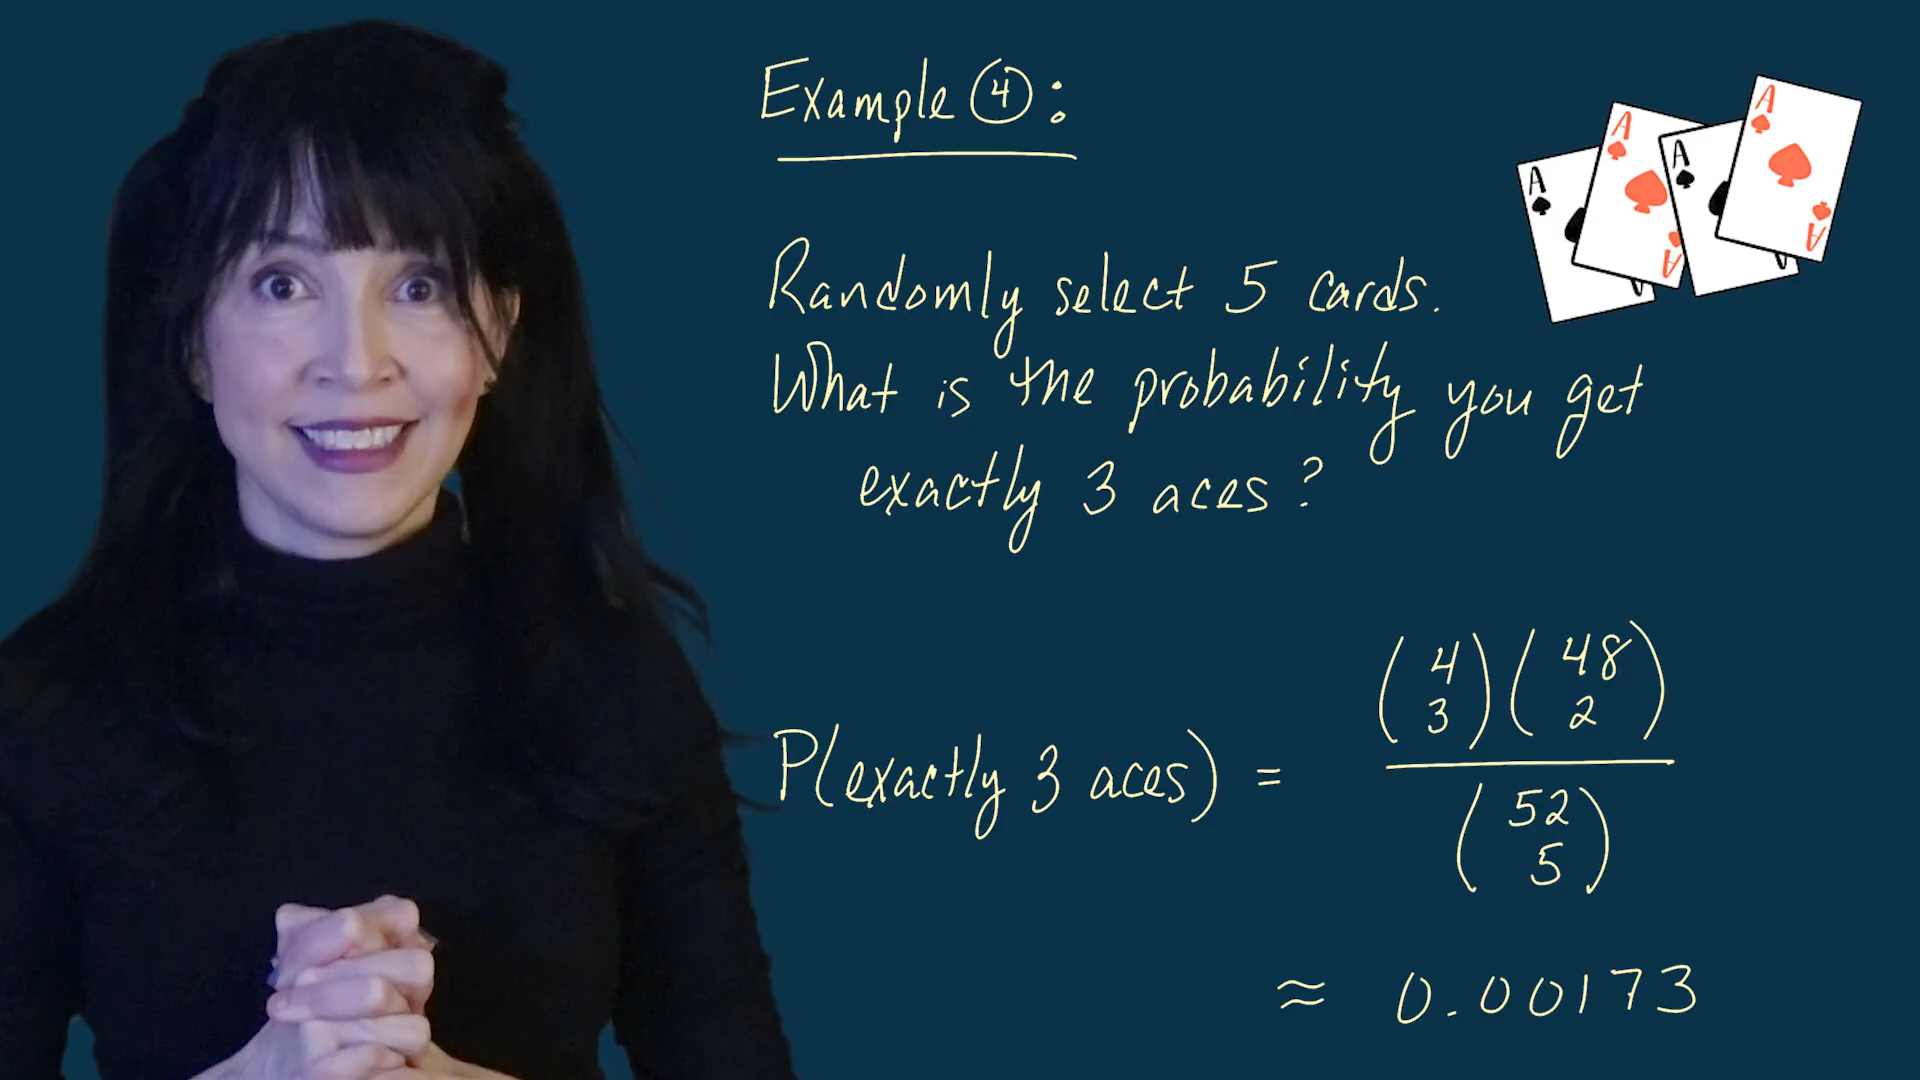 Example ④:
Randomly select 5 cards.
What is the probability you get
exactly 3 aces?
P(exactly 3 aces) =
(4 3)(48 2)
(52 5)
≈ 0.00173
A
A
A
A
A
A
A
A